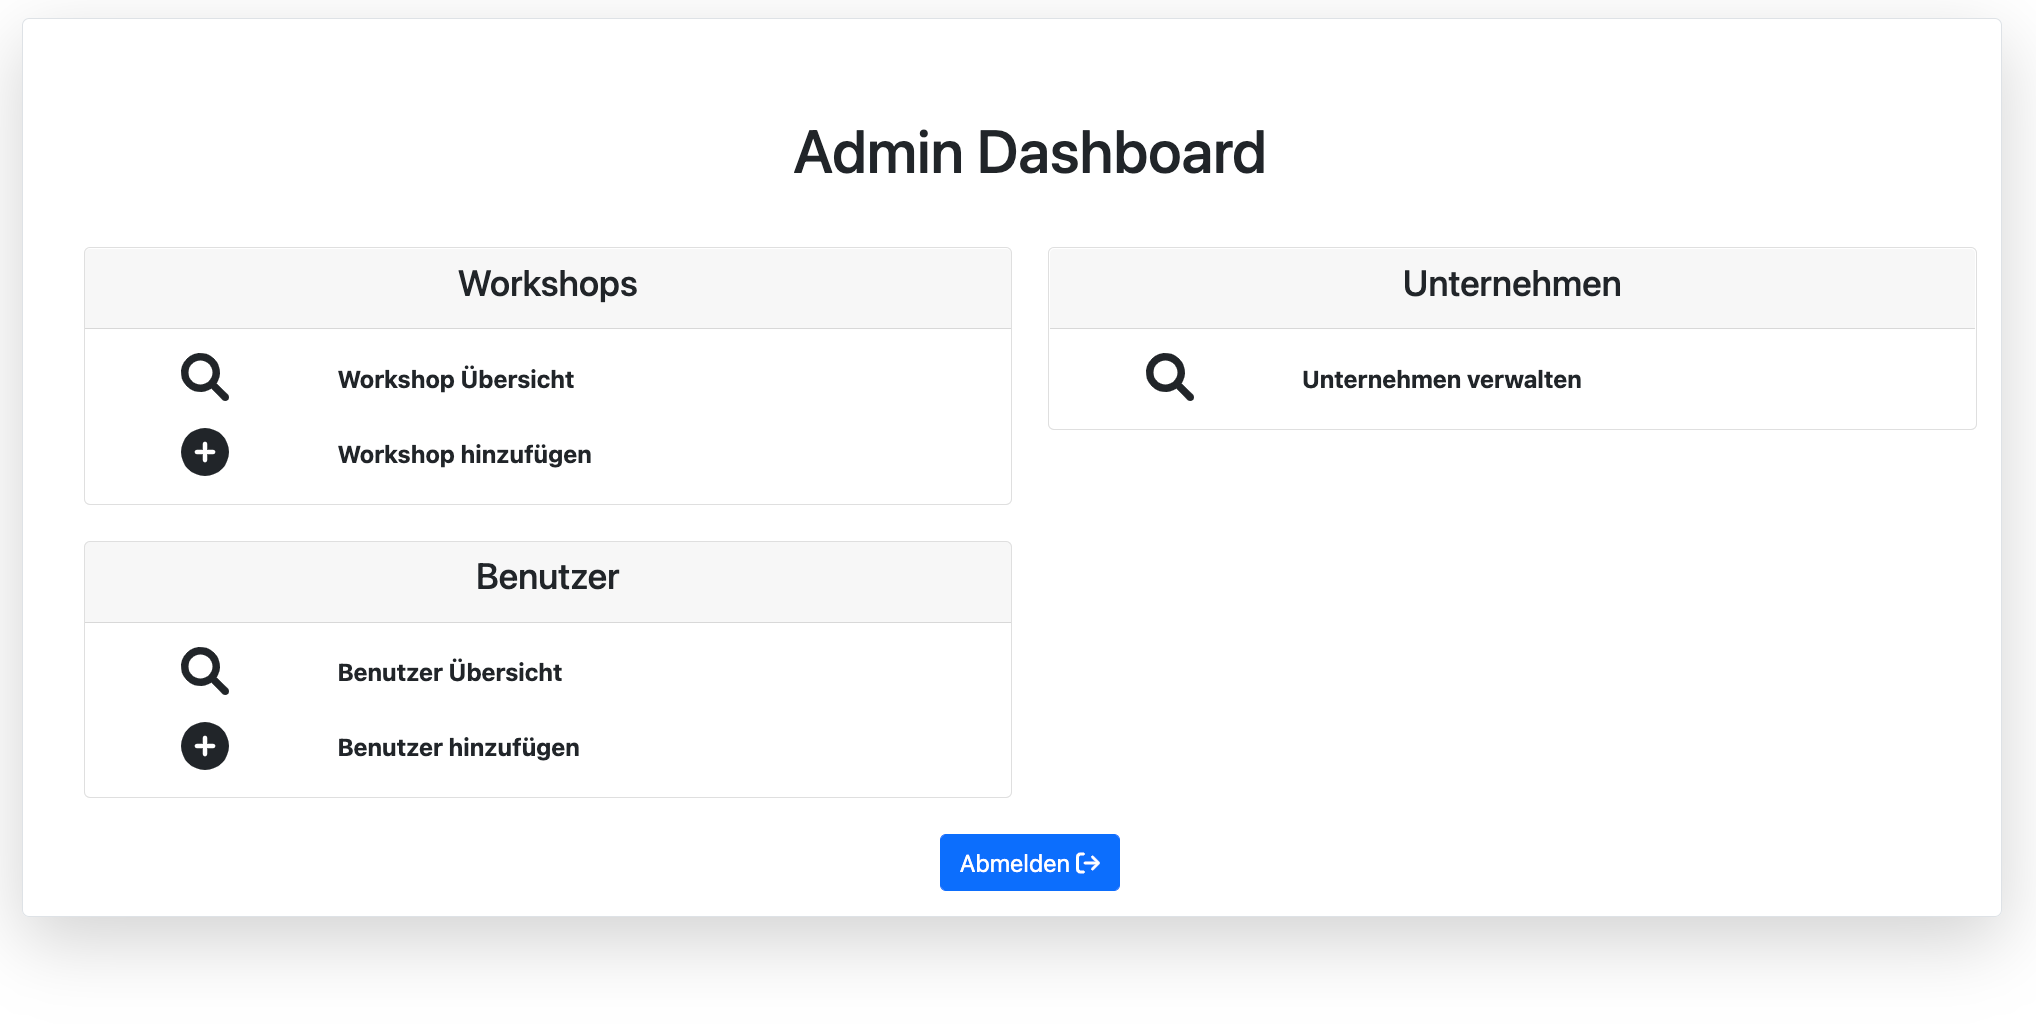 Admin Dashboard
Workshops
Workshop Übersicht
Workshop hinzufügen
Unternehmen
Unternehmen verwalten
Benutzer
Benutzer Übersicht
Benutzer hinzufügen
Abmelden